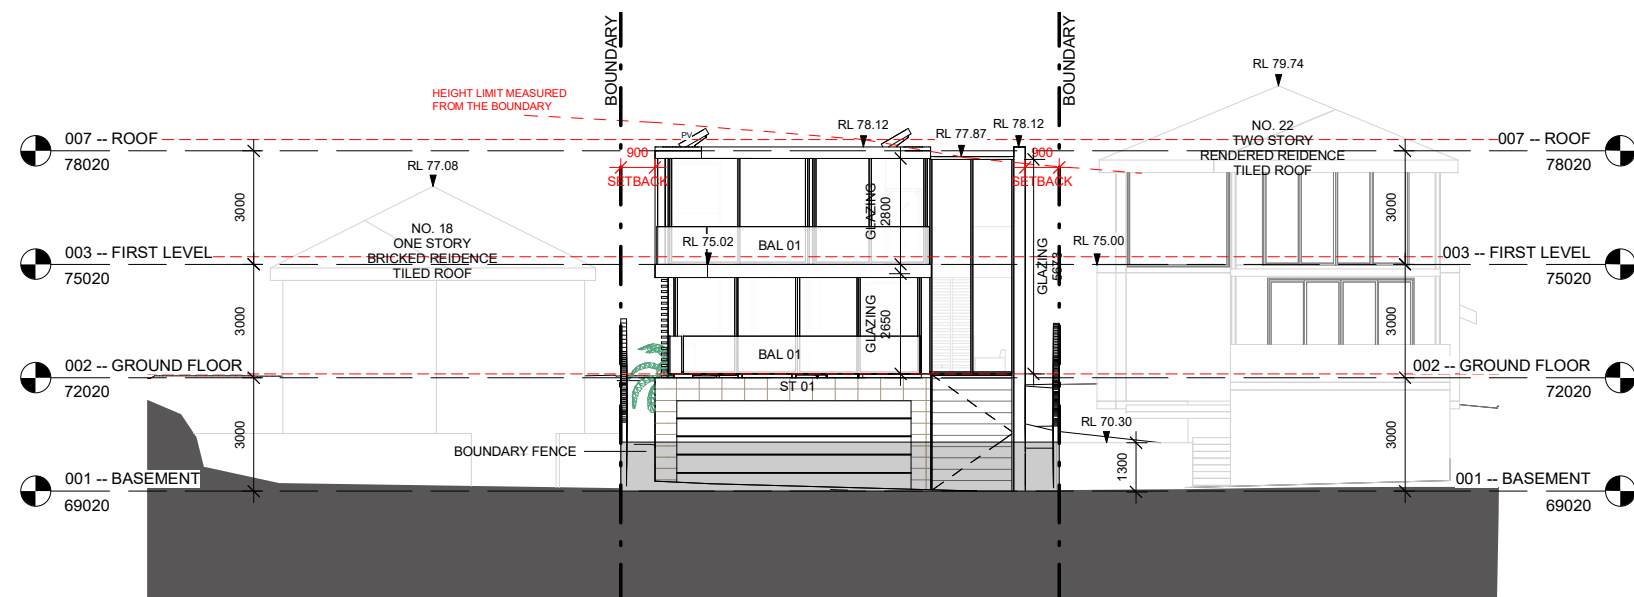 BOUNDARY
BOUNDARY
RL 79.74
HEIGHT LIMIT MEASURED
FROM THE BOUNDARY
007 -- ROOF
78020
RL 77.08
PV
RL 78.12
RL 77.87
RL 78.12
NO. 22
TWO STORY
RENDERED REIDENCE
TILED ROOF
007 -- ROOF
78020
900
SETBACK
900
SETBACK
3000
GLAZING
2800
3000
NO. 18
ONE STORY
BRICKED REIDENCE
TILED ROOF
003 -- FIRST LEVEL
75020
RL 75.02
BAL 01
RL 75.00
GLAZING
5673
003 -- FIRST LEVEL
75020
3000
GLAZING
2650
3000
BAL 01
002 -- GROUND FLOOR
72020
ST 01
002 -- GROUND FLOOR
72020
3000
RL 70.30
3000
BOUNDARY FENCE
1300
001 -- BASEMENT
69020
001 -- BASEMENT
69020